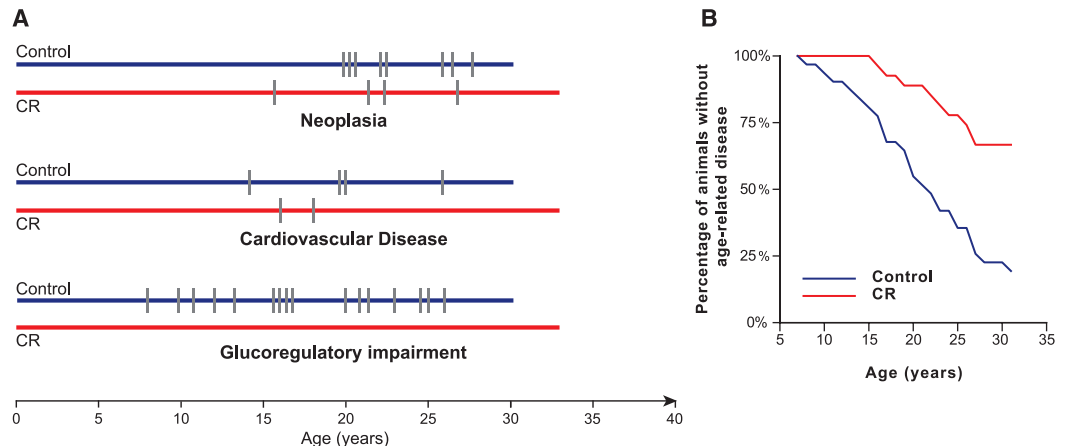 A
Control
CR
Neoplasia
Control
CR
Cardiovascular Disease
Control
CR
Glucoregulatory impairment
0 5 10 15 20 25 30 35 40
Age (years)
B
Percentage of animals without
age-related disease
100%
75%
50%
25%
0%
Control
CR
5 10 15 20 25 30 35
Age (years)